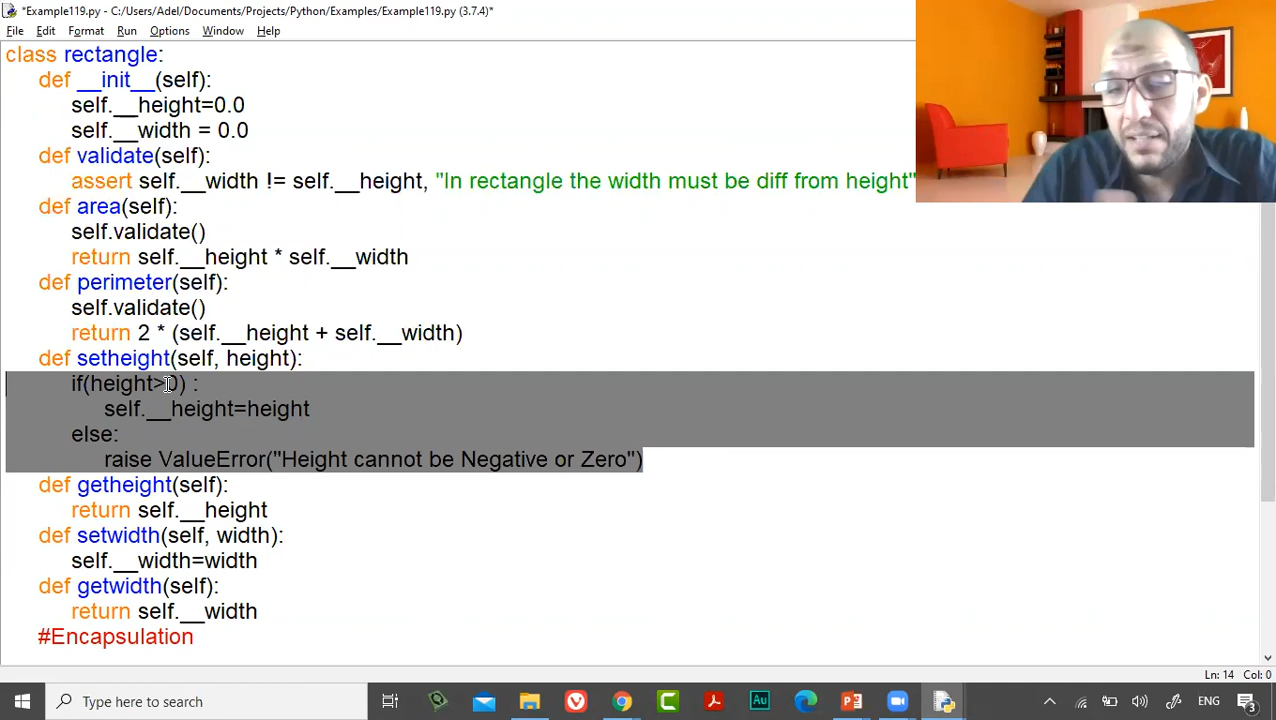 *Example119.py - C:/Users/Adel/Documents/Projects/Python/Examples/Example119.py (3.7.4)*
File Edit Format Run Options Window Help
class rectangle:
def __init__(self):
self.__height=0.0
self.__width = 0.0
def validate(self):
assert self.__width != self.__height, "In rectangle the width must be diff from height"
def area(self):
self.validate()
return self.__height * self.__width
def perimeter(self):
self.validate()
return 2 * (self.__height + self.__width)
def setheight(self, height):
if(height>0) :
self.__height=height
else:
raise ValueError("Height cannot be Negative or Zero")
def getheight(self):
return self.__height
def setwidth(self, width):
self.__width=width
def getwidth(self):
return self.__width
#Encapsulation
Ln: 14 Col: 0
Type here to search
Au
ENG
3